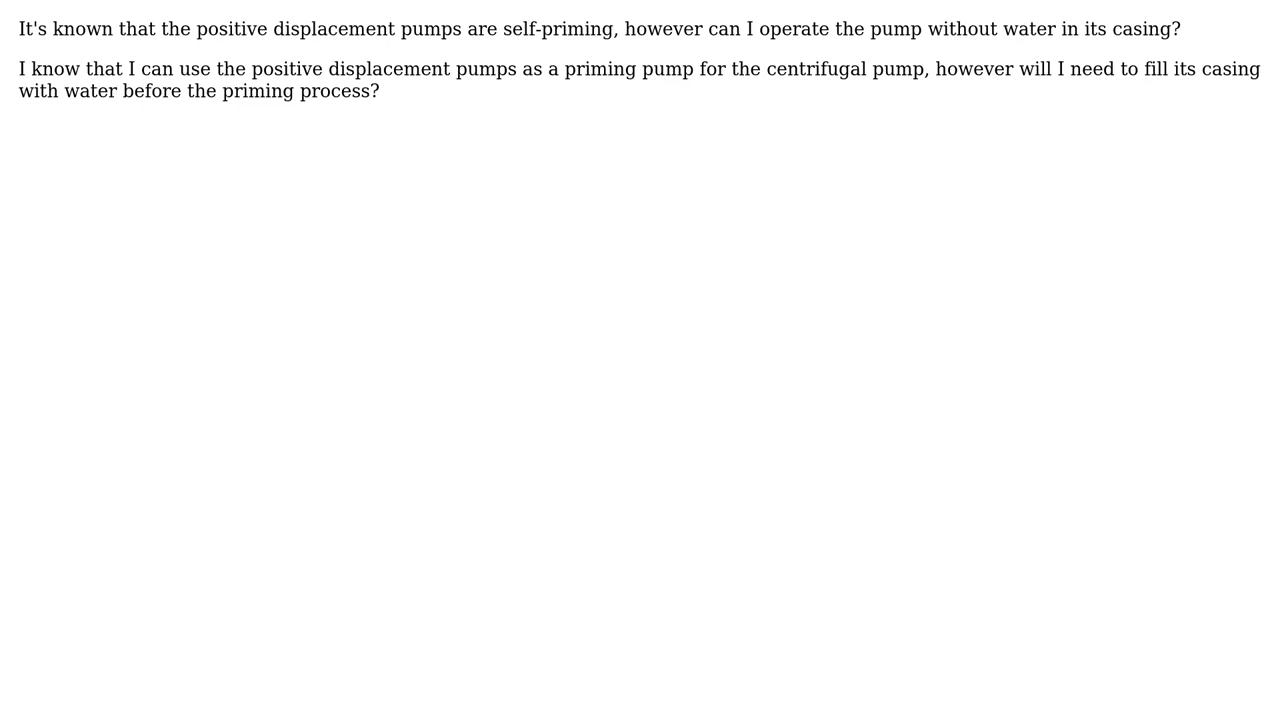 It's known that the positive displacement pumps are self-priming, however can I operate the pump without water in its casing?
I know that I can use the positive displacement pumps as a priming pump for the centrifugal pump, however will I need to fill its casing
with water before the priming process?